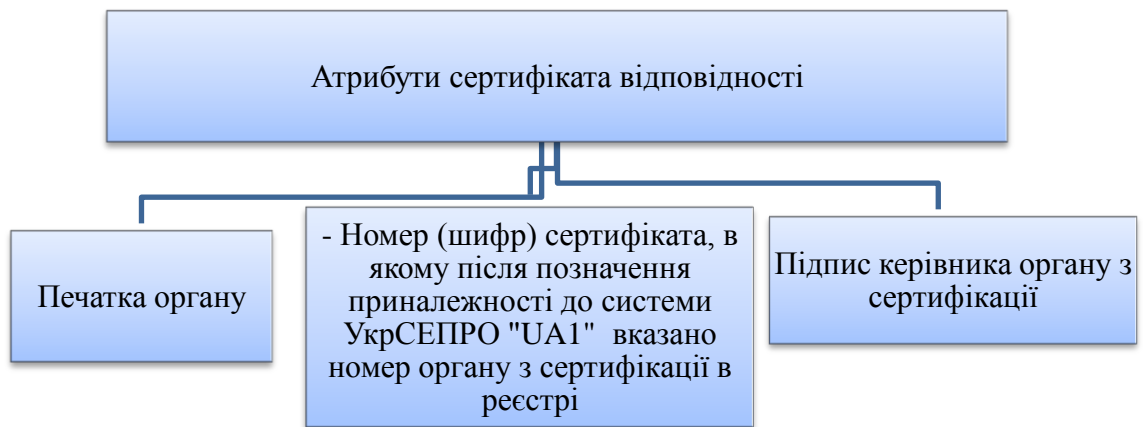 Атрибути сертифіката відповідності
Печатка органу
- Номер (шифр) сертифіката, в
якому після позначення
приналежності до системи
УкрСЕПРО "UA1" вказано
номер органу з сертифікації в
реєстрі
Підпис керівника органу з
сертифікації